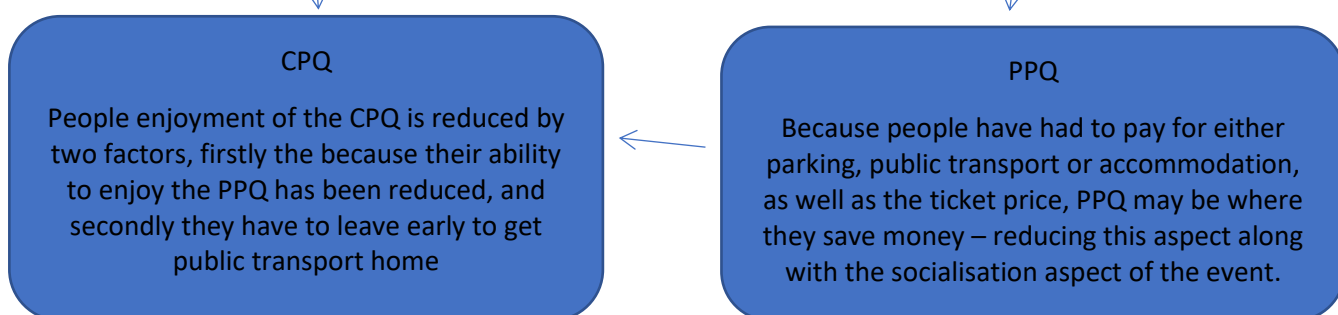 CPQ
People enjoyment of the CPQ is reduced by
two factors, firstly the because their ability
to enjoy the PPQ has been reduced, and
secondly they have to leave early to get
public transport home
PPQ
Because people have had to pay for either
parking, public transport or accommodation,
as well as the ticket price, PPQ may be where
they save money – reducing this aspect along
with the socialisation aspect of the event.